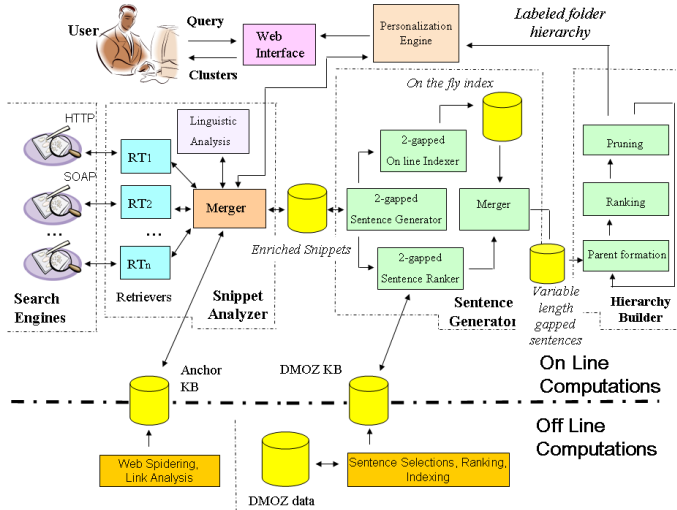 User
Query
Clusters
Web
Interface
Personalization
Engine
Labeled folder
hierarchy
HTTP
SOAP
...
Search
Engines
RT1
RT2
...
RTn
Retrievers
Linguistic
Analysis
Merger
Snippet
Analyzer
Enriched Snippets
On the fly index
2-gapped
On line Indexer
2-gapped
Sentence Generator
2-gapped
Sentence Ranker
Merger
Sentence
Generator
Variable
length
gapped
sentences
Pruning
Ranking
Parent formation
Hierarchy
Builder
Anchor
KB
DMOZ KB
On Line
Computations
Off Line
Computations
Web Spidering,
Link Analysis
DMOZ data
Sentence Selections, Ranking,
Indexing